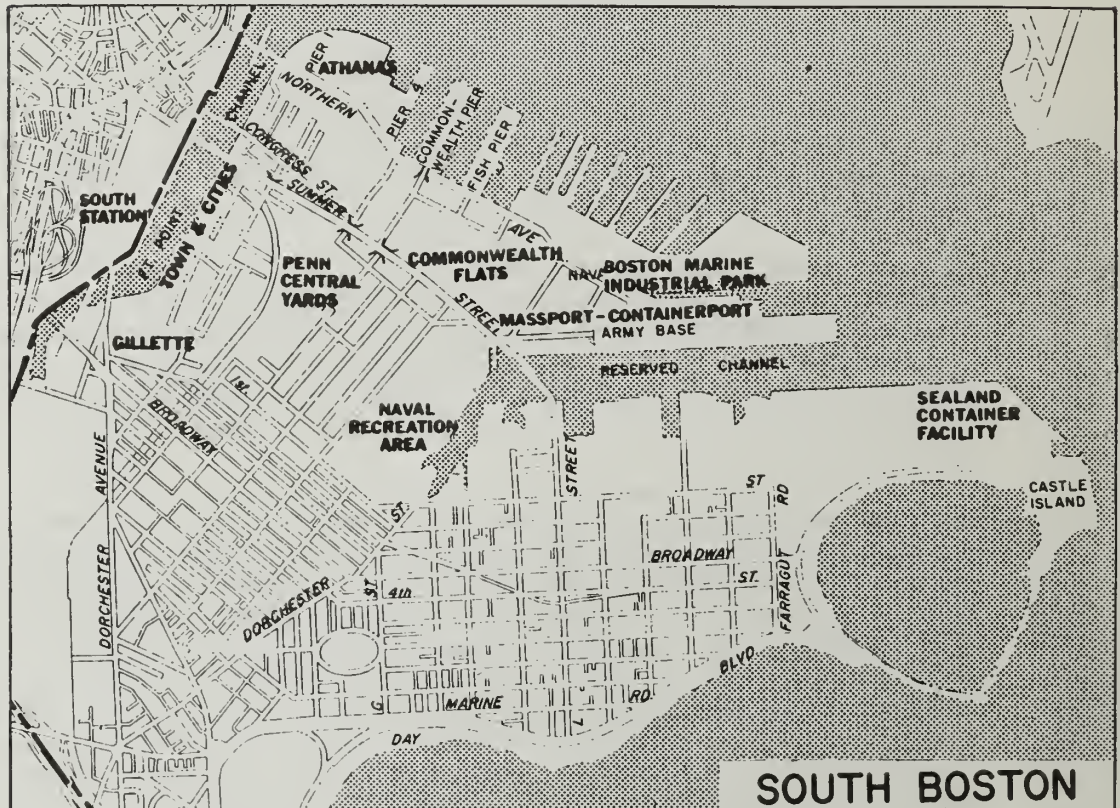 PIER
ATHANAS
NORTHERN
CHANNEL
PIER 4
COMMON-
WEALTH PIER
FISH PIER
CONGRESS ST.
SUMMER
SOUTH
STATION
FT. POINT
TOWN & CITIES
AVE
PENN
CENTRAL
YARDS
COMMONWEALTH
FLATS
BOSTON MARINE
INDUSTRIAL PARK
STREET
MASSPORT-CONTAINERPORT
ARMY BASE
GILLETTE
RESERVED CHANNEL
1st.
BROADWAY
NAVAL
RECREATION
AREA
SEALAND
CONTAINER
FACILITY
AVENUE
DORCHESTER
STREET
ST.
ST
RD
CASTLE
ISLAND
BROADWAY
DORCHESTER
ST
4th
ST.
FARRAGUT
BLVD
G
MARINE
RD.
L
DAY
SOUTH BOSTON